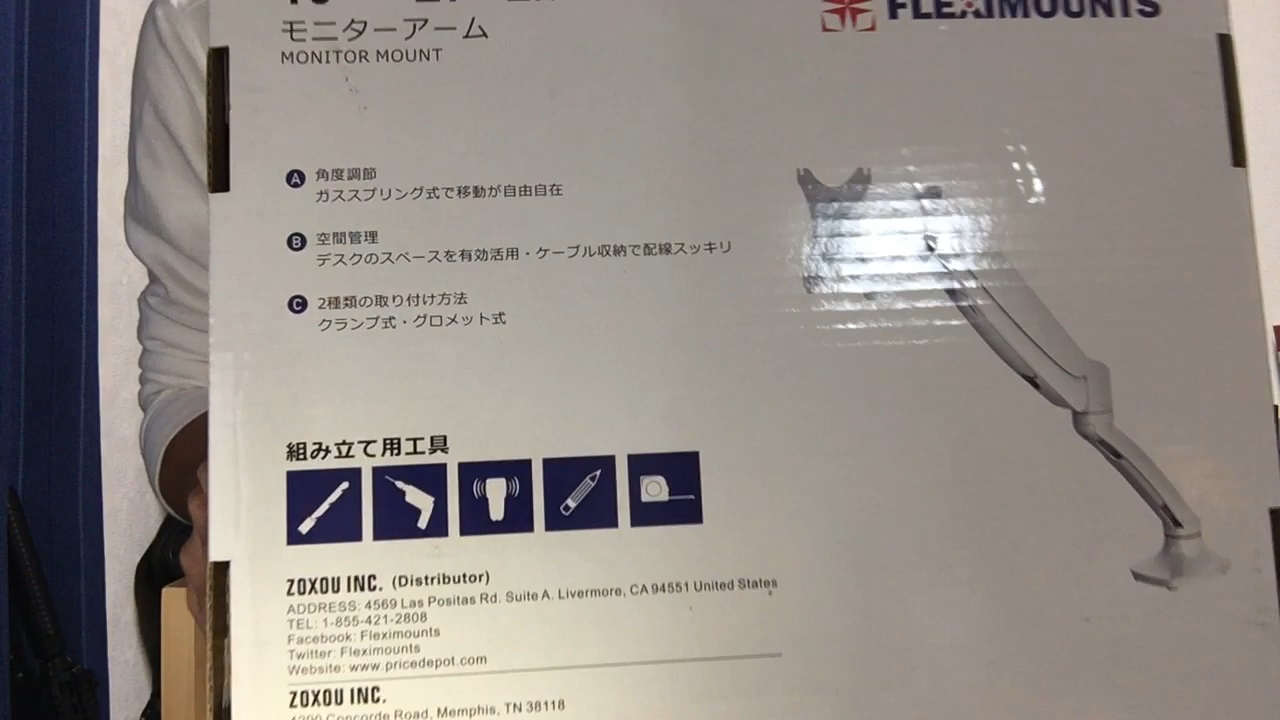 FLEXIMOUNTS
モニターアーム
MONITOR MOUNT
A 角度調節
ガススプリング式で移動が自由自在
B 空間管理
デスクのスペースを有効活用・ケーブル収納で配線スッキリ
C 2種類の取り付け方法
クランプ式・グロメット式
組み立て用工具
ZOXOU INC. (Distributor)
ADDRESS: 4569 Las Positas Rd. Suite A, Livermore, CA 94551 United States
TEL: 1-855-421-2808
Facebook: Fleximounts
Twitter: Fleximounts
Website: www.pricedepot.com
ZOXOU INC.
Concorde Road, Memphis, TN 38118